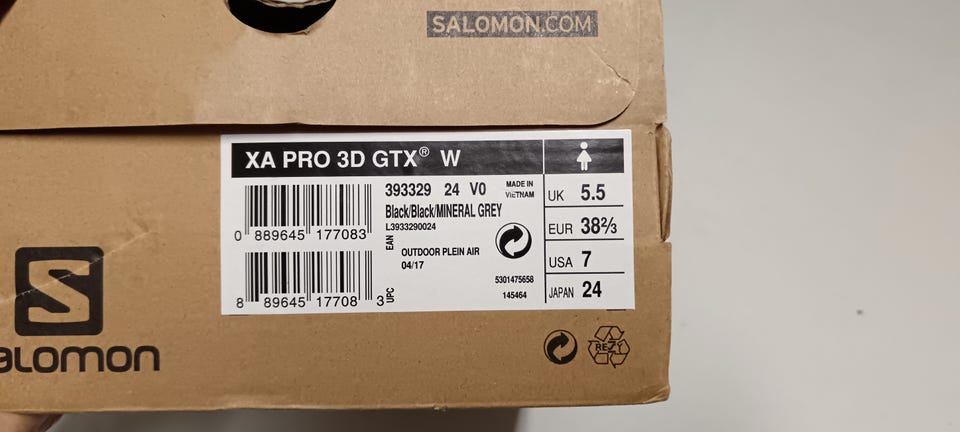 SALOMON.COM
XA PRO 3D GTX® W
393329 24 V0
MADE IN
VIETNAM
Black/Black/MINERAL GREY
L3933290024
0 889645 177083
EAN
OUTDOOR PLEIN AIR
04/17
5301475658
145464
8 89645 17708 3
UPC
UK 5.5
EUR 38⅔
USA 7
JAPAN 24
S
SALOMON